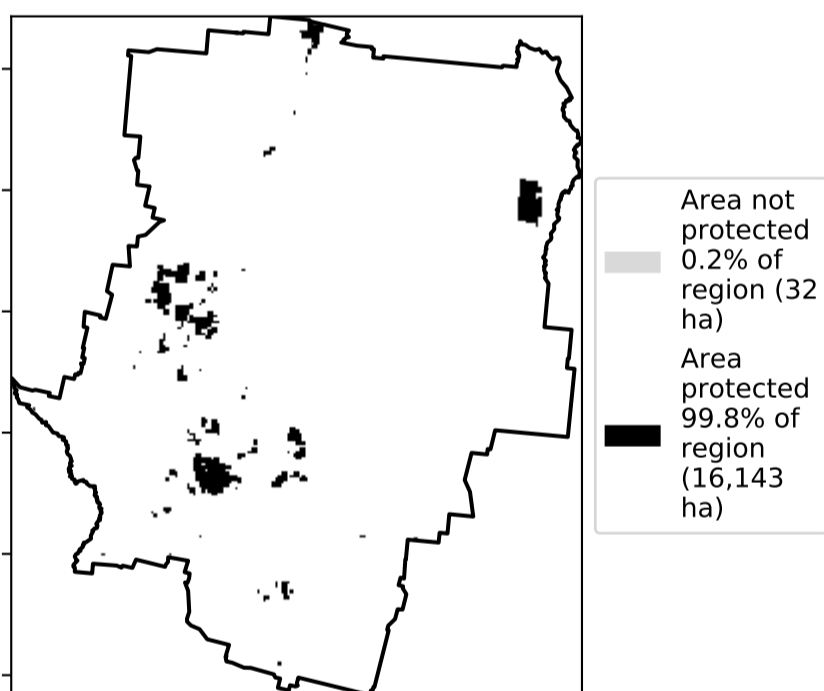 Area not
protected
0.2% of
region (32
ha)
Area
protected
99.8% of
region
(16,143
ha)